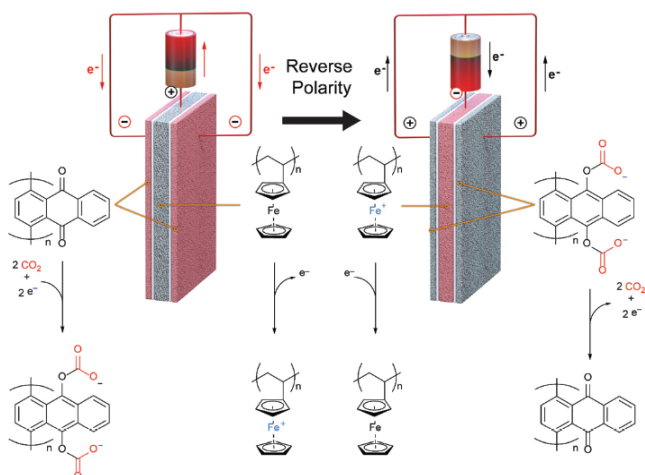 e⁻
e⁻
Reverse
Polarity
e⁻
e⁻
e⁻
+
−
−
−
+
+
O
O
n
n
Fe
n
Fe⁺
O
O
O⁻
n
O
O
O⁻
2 CO₂
+
2 e⁻
e⁻
e⁻
2 CO₂
+
2 e⁻
O
O
O⁻
n
O
O
O⁻
n
Fe⁺
n
Fe
O
O
n